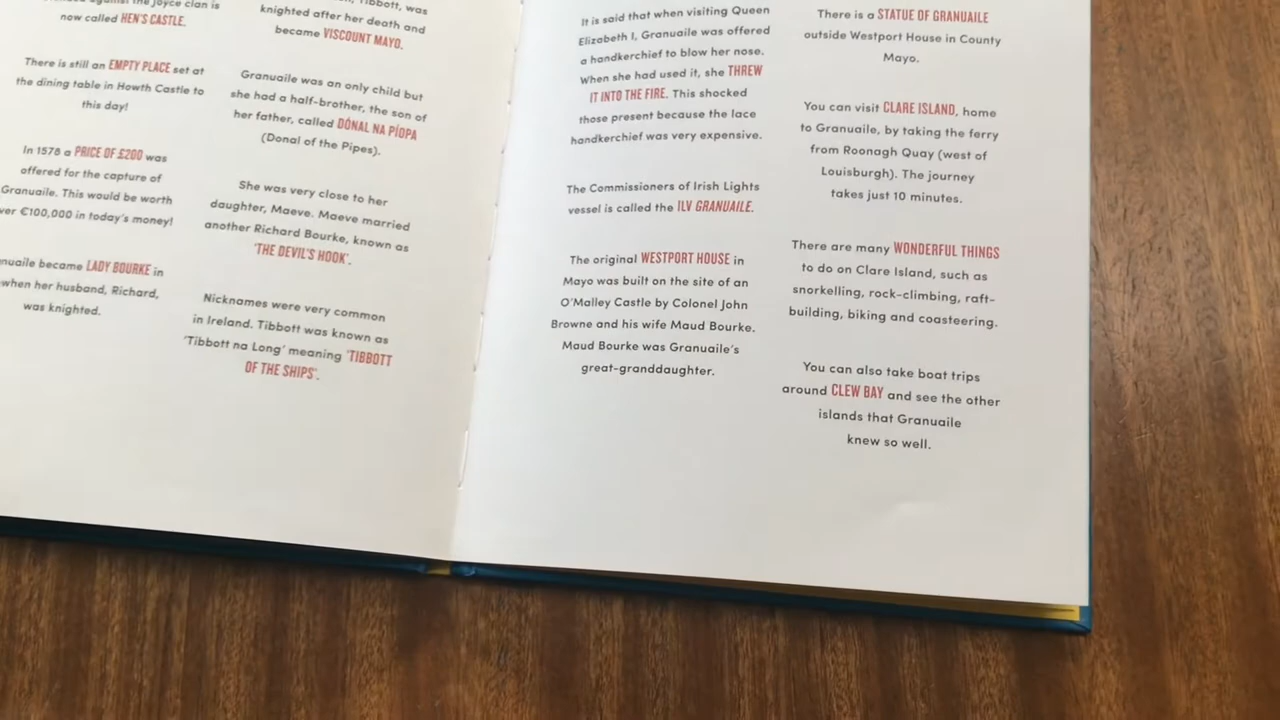 against the Joyce clan is
now called HEN'S CASTLE.
There is still an EMPTY PLACE set at
the dining table in Howth Castle to
this day!
In 1578 a PRICE OF £200 was
offered for the capture of
Granuaile. This would be worth
over €100,000 in today's money!
Granuaile became LADY BOURKE in
when her husband, Richard,
was knighted.
Tibbott, was
knighted after her death and
became VISCOUNT MAYO.
Granuaile was an only child but
she had a half-brother, the son of
her father, called DÓNAL NA PÍOPA
(Donal of the Pipes).
She was very close to her
daughter, Maeve. Maeve married
another Richard Bourke, known as
'THE DEVIL'S HOOK'.
Nicknames were very common
in Ireland. Tibbott was known as
'Tibbott na Long' meaning 'TIBBOTT
OF THE SHIPS'.
It is said that when visiting Queen
Elizabeth I, Granuaile was offered
a handkerchief to blow her nose.
When she had used it, she THREW
IT INTO THE FIRE. This shocked
those present because the lace
handkerchief was very expensive.
The Commissioners of Irish Lights
vessel is called the ILV GRANUAILE.
The original WESTPORT HOUSE in
Mayo was built on the site of an
O'Malley Castle by Colonel John
Browne and his wife Maud Bourke.
Maud Bourke was Granuaile's
great-granddaughter.
There is a STATUE OF GRANUAILE
outside Westport House in County
Mayo.
You can visit CLARE ISLAND, home
to Granuaile, by taking the ferry
from Roonagh Quay (west of
Louisburgh). The journey
takes just 10 minutes.
There are many WONDERFUL THINGS
to do on Clare Island, such as
snorkelling, rock-climbing, raft-
building, biking and coasteering.
You can also take boat trips
around CLEW BAY and see the other
islands that Granuaile
knew so well.